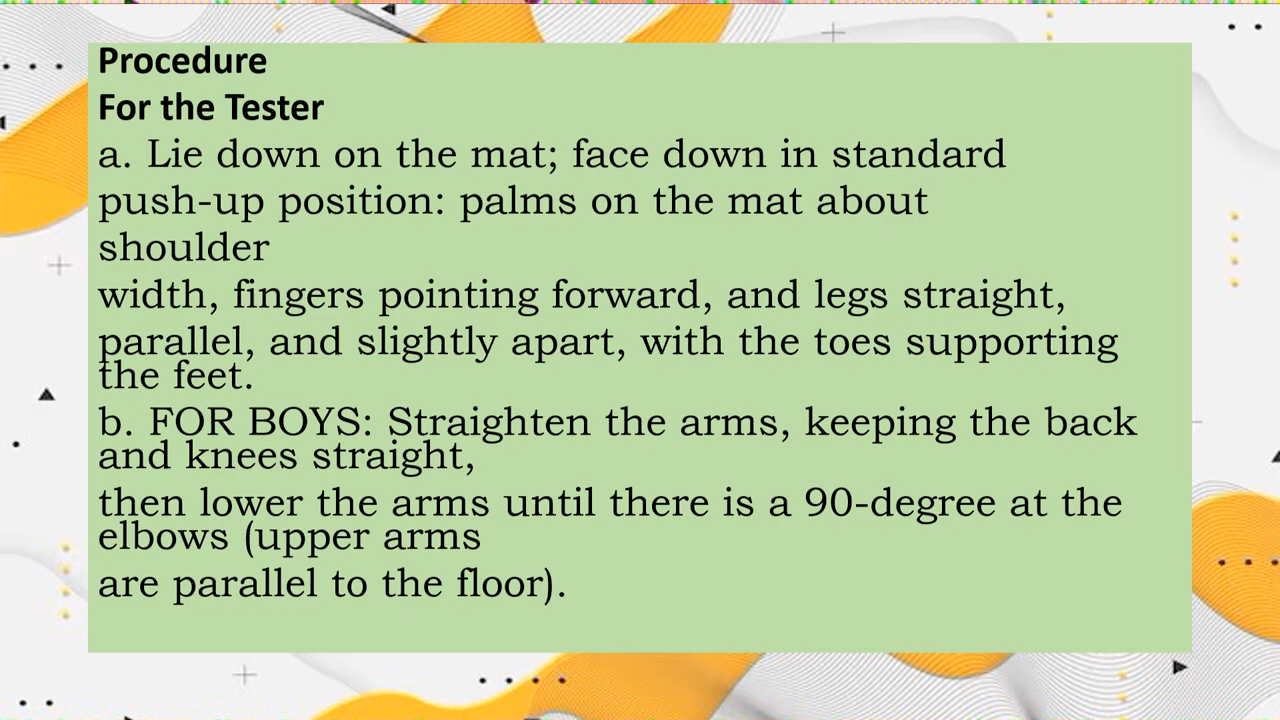 Procedure
For the Tester
a. Lie down on the mat; face down in standard
push-up position: palms on the mat about
shoulder
width, fingers pointing forward, and legs straight,
parallel, and slightly apart, with the toes supporting
the feet.
b. FOR BOYS: Straighten the arms, keeping the back
and knees straight,
then lower the arms until there is a 90-degree at the
elbows (upper arms
are parallel to the floor).